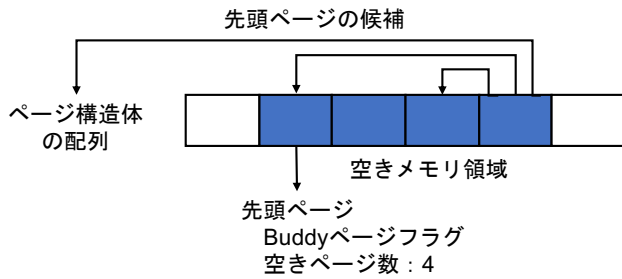 先頭ページの候補
ページ構造体
の配列
空きメモリ領域
先頭ページ
Buddyページフラグ
空きページ数：4